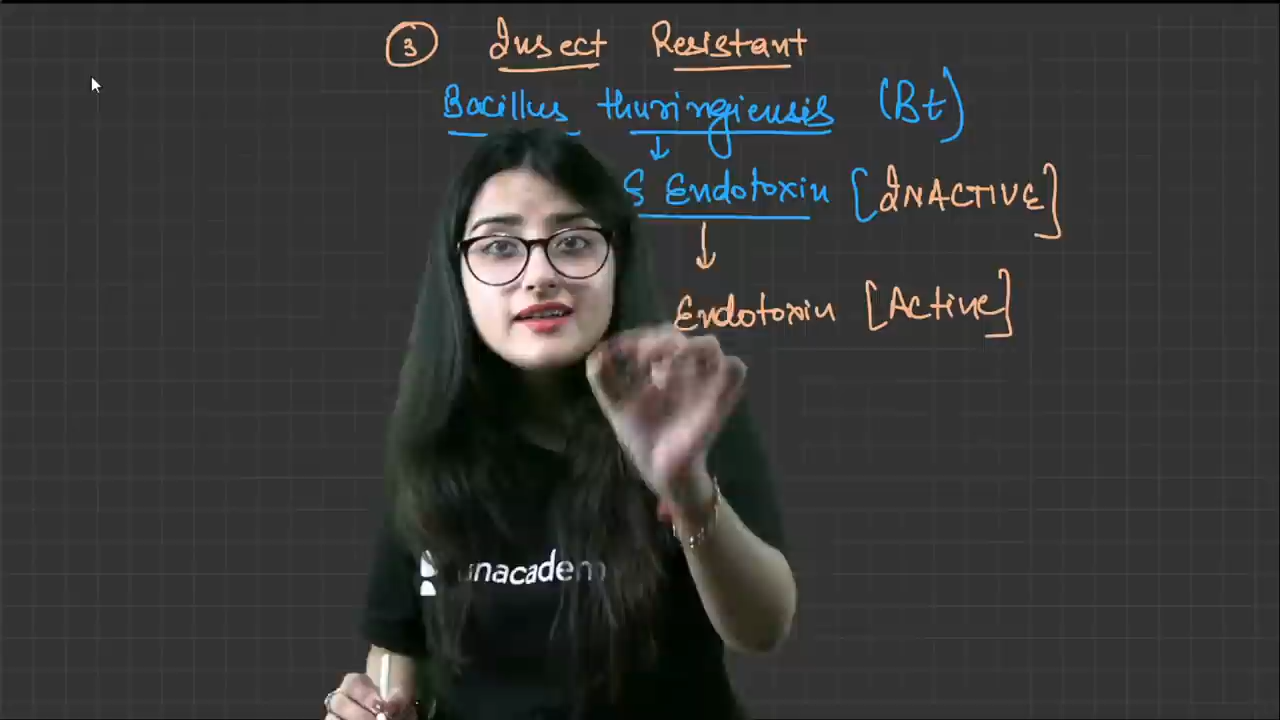 3 Insect Resistant
Bacillus thuringiensis (Bt)
↓
δ Endotoxin [INACTIVE]
↓
Endotoxin [Active]
unacadem